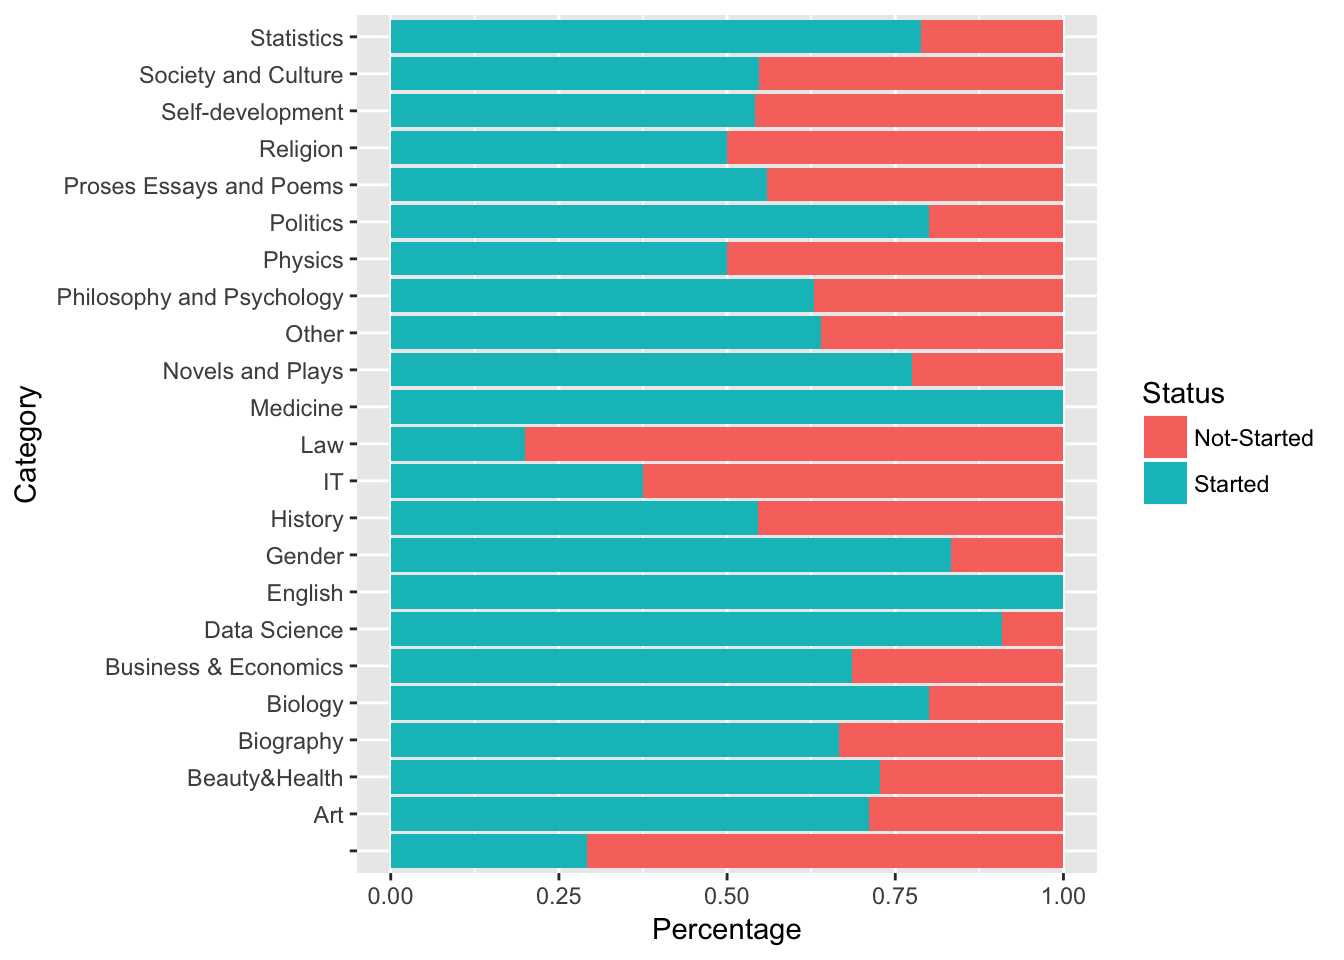 Statistics
Society and Culture
Self-development
Religion
Proses Essays and Poems
Politics
Physics
Philosophy and Psychology
Other
Novels and Plays
Medicine
Law
IT
History
Gender
English
Data Science
Business & Economics
Biology
Biography
Beauty&Health
Art
Category
0.00 0.25 0.50 0.75 1.00
Percentage
Status
Not-Started
Started